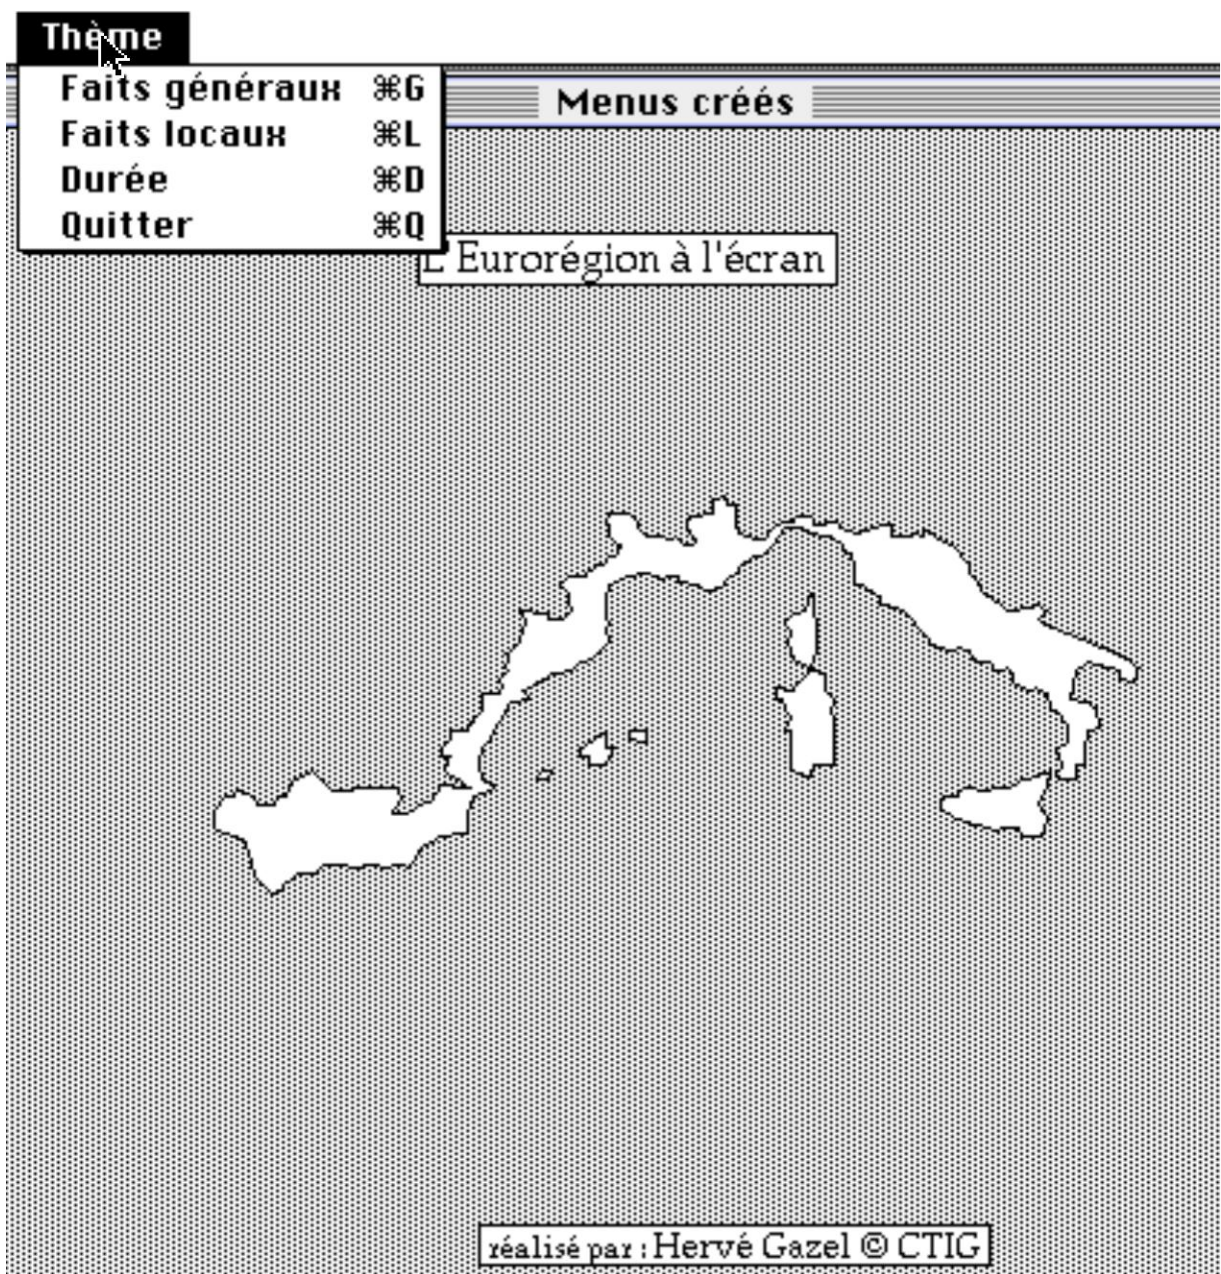 Thème
Faits généraux ⌘G
Faits locaux ⌘L
Durée ⌘D
Quitter ⌘Q
Menus créés
L'Eurorégion à l'écran
réalisé par : Hervé Gazel © CTIG